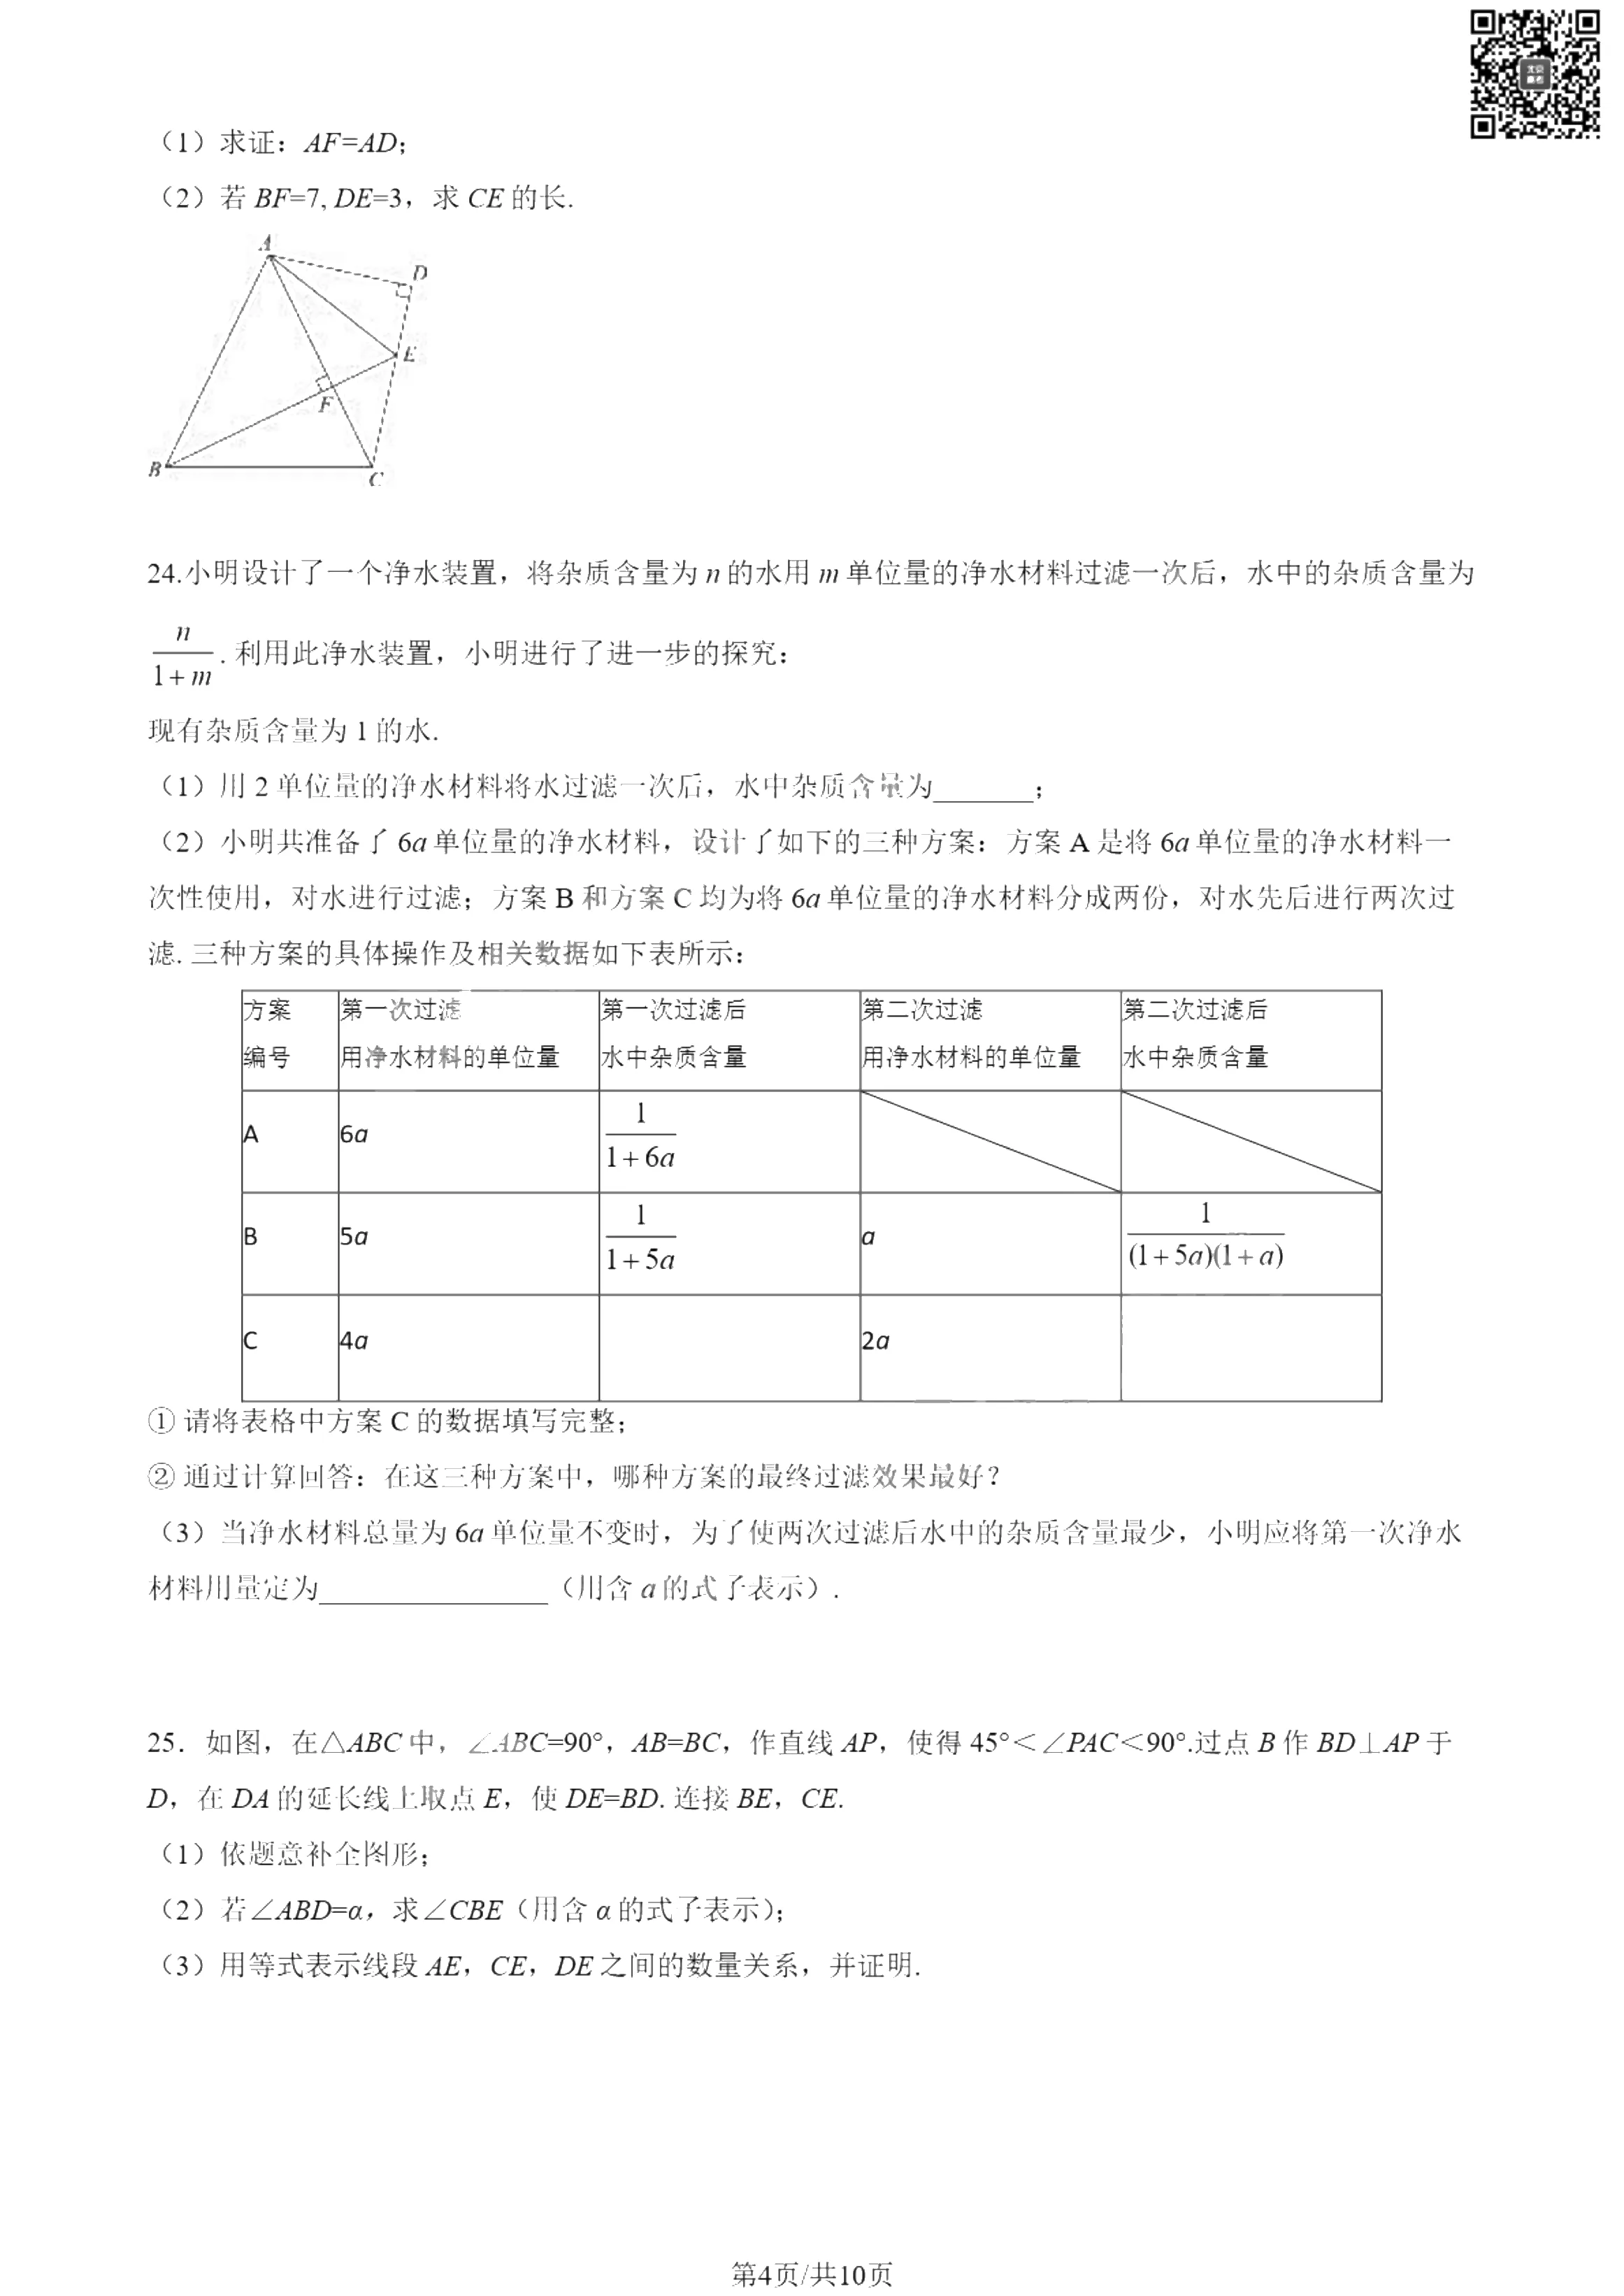 (1)求证：AF=AD；
(2)若 BF=7, DE=3，求 CE 的长.
A
D
E
F
B
C
24.小明设计了一个净水装置，将杂质含量为 n 的水用 m 单位量的净水材料过滤一次后，水中的杂质含量为
n/(1+m). 利用此净水装置，小明进行了进一步的探究：
现有杂质含量为 1 的水.
（1）用 2 单位量的净水材料将水过滤一次后，水中杂质含量为_______；
（2）小明共准备了 6a 单位量的净水材料，设计了如下的三种方案：方案 A 是将 6a 单位量的净水材料一
次性使用，对水进行过滤；方案 B 和方案 C 均为将 6a 单位量的净水材料分成两份，对水先后进行两次过
滤. 三种方案的具体操作及相关数据如下表所示：
方案 第一次过滤 第一次过滤后 第二次过滤 第二次过滤后
编号 用净水材料的单位量 水中杂质含量 用净水材料的单位量 水中杂质含量
A 6a 1/(1+6a)
B 5a 1/(1+5a) a 1/((1+5a)(1+a))
C 4a 2a
① 请将表格中方案 C 的数据填写完整；
② 通过计算回答：在这三种方案中，哪种方案的最终过滤效果最好？
（3）当净水材料总量为 6a 单位量不变时，为了使两次过滤后水中的杂质含量最少，小明应将第一次净水
材料用量定为________________（用含 a 的式子表示）.
25．如图，在△ABC 中，∠ABC=90°，AB=BC，作直线 AP，使得 45°＜∠PAC＜90°.过点 B 作 BD⊥AP 于
D，在 DA 的延长线上取点 E，使 DE=BD. 连接 BE，CE.
（1）依题意补全图形；
（2）若∠ABD=α，求∠CBE（用含 α 的式子表示）；
（3）用等式表示线段 AE，CE，DE 之间的数量关系，并证明.
第4页/共10页